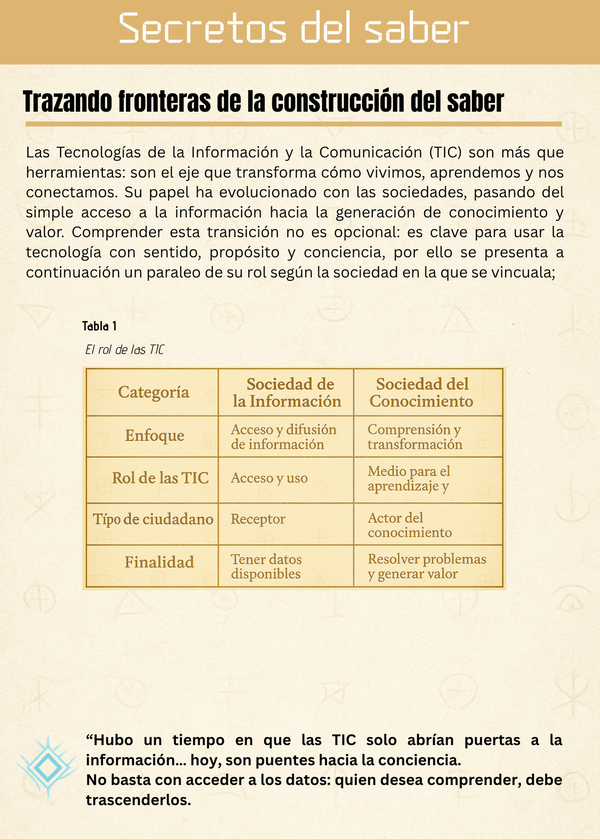 Secretos del saber
Trazando fronteras de la construcción del saber
Las Tecnologías de la Información y la Comunicación (TIC) son más que
herramientas: son el eje que transforma cómo vivimos, aprendemos y nos
conectamos. Su papel ha evolucionado con las sociedades, pasando del
simple acceso a la información hacia la generación de conocimiento y
valor. Comprender esta transición no es opcional: es clave para usar la
tecnología con sentido, propósito y conciencia, por ello se presenta a
continuación un paraleo de su rol según la sociedad en la que se vincuala;
Tabla 1
El rol de las TIC
Categoría
Sociedad de
la Información
Sociedad del
Conocimiento
Enfoque
Acceso y difusión
de información
Comprensión y
transformación
Rol de las TIC
Acceso y uso
Medio para el
aprendizaje y
Típo de ciudadano
Receptor
Actor del
conocimiento
Finalidad
Tener datos
disponibles
Resolver problemas
y generar valor
“Hubo un tiempo en que las TIC solo abrían puertas a la
información… hoy, son puentes hacia la conciencia.
No basta con acceder a los datos: quien desea comprender, debe
trascenderlos.